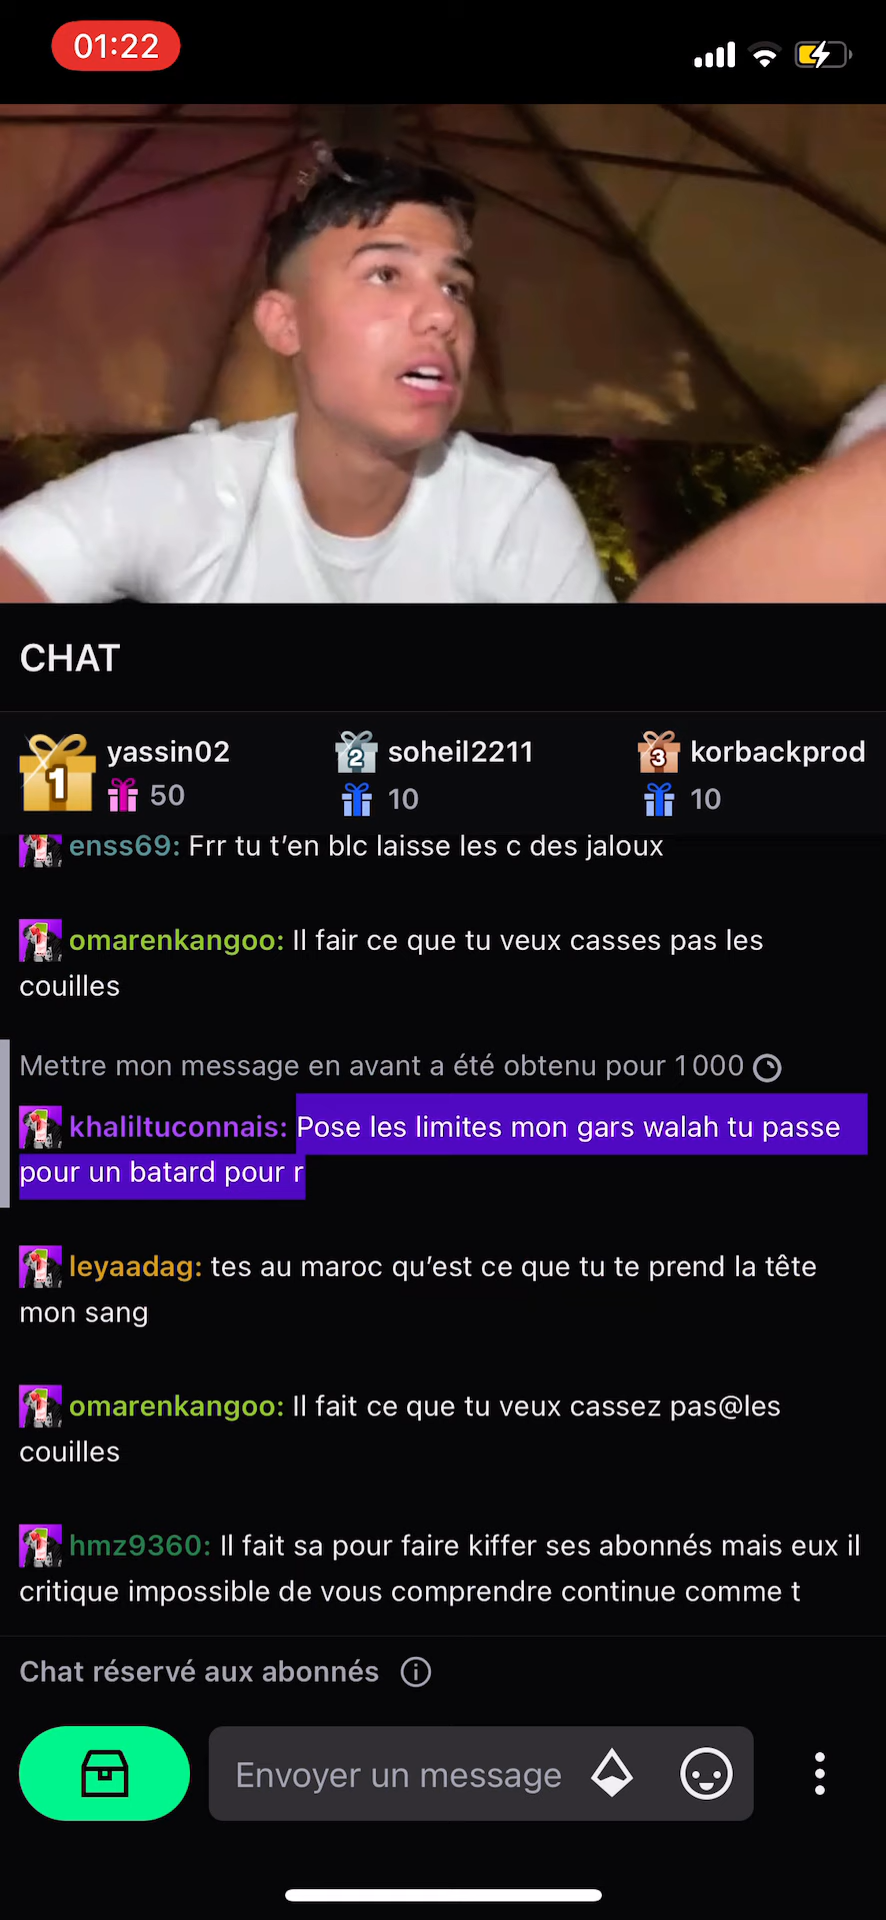 01:22
CHAT
1 yassin02
50
2 soheil2211
10
3 korbackprod
10
enss69: Frr tu t’en blc laisse les c des jaloux
omarenkangoo: Il fair ce que tu veux casses pas les
couilles
Mettre mon message en avant a été obtenu pour 1 000
khaliltuconnais: Pose les limites mon gars walah tu passe
pour un batard pour r
leyaadag: tes au maroc qu’est ce que tu te prend la tête
mon sang
omarenkangoo: Il fait ce que tu veux cassez pas@les
couilles
hmz9360: Il fait sa pour faire kiffer ses abonnés mais eux il
critique impossible de vous comprendre continue comme t
Chat réservé aux abonnés
Envoyer un message